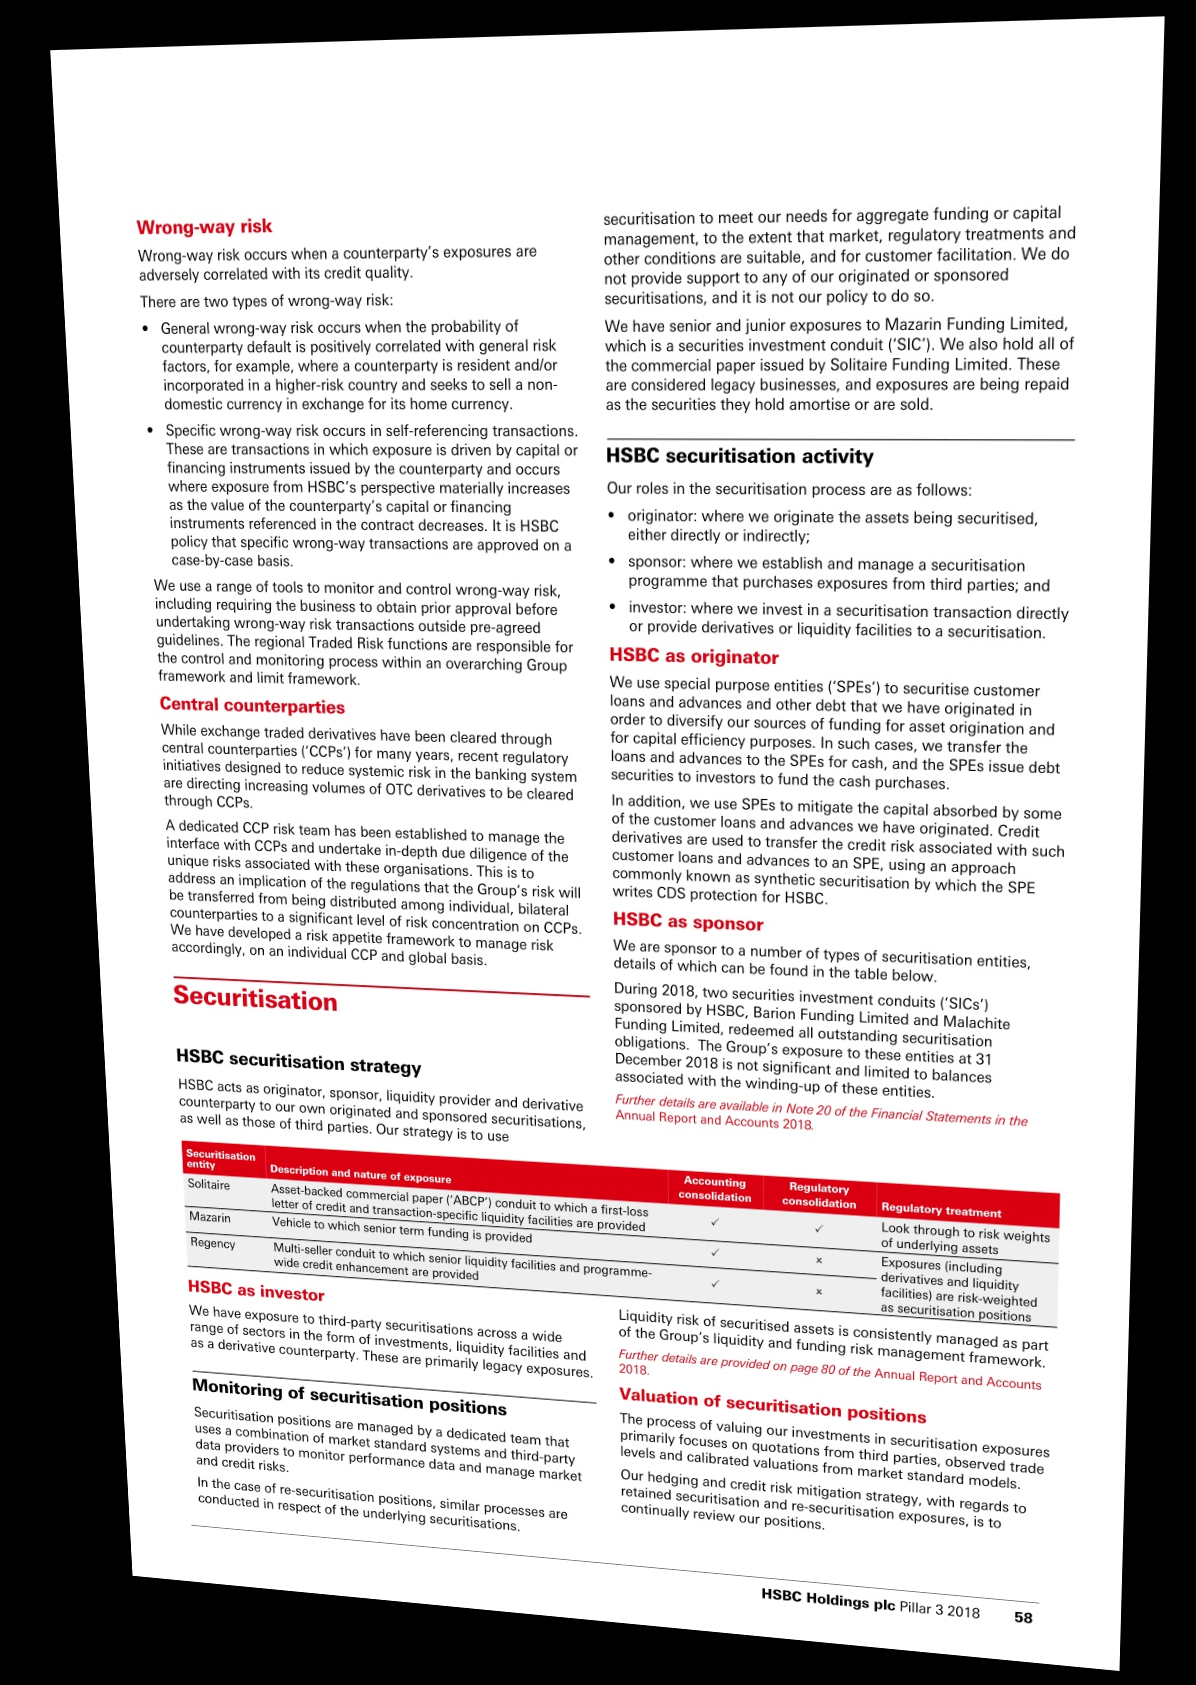 Wrong-way risk
Wrong-way risk occurs when a counterparty's exposures are
adversely correlated with its credit quality.
There are two types of wrong-way risk:
• General wrong-way risk occurs when the probability of
counterparty default is positively correlated with general risk
factors, for example, where a counterparty is resident and/or
incorporated in a higher-risk country and seeks to sell a non-
domestic currency in exchange for its home currency.
• Specific wrong-way risk occurs in self-referencing transactions.
These are transactions in which exposure is driven by capital or
financing instruments issued by the counterparty and occurs
where exposure from HSBC's perspective materially increases
as the value of the counterparty's capital or financing
instruments referenced in the contract decreases. It is HSBC
policy that specific wrong-way transactions are approved on a
case-by-case basis.
We use a range of tools to monitor and control wrong-way risk,
including requiring the business to obtain prior approval before
undertaking wrong-way risk transactions outside pre-agreed
guidelines. The regional Traded Risk functions are responsible for
the control and monitoring process within an overarching Group
framework and limit framework.
Central counterparties
While exchange traded derivatives have been cleared through
central counterparties ('CCPs') for many years, recent regulatory
initiatives designed to reduce systemic risk in the banking system
are directing increasing volumes of OTC derivatives to be cleared
through CCPs.
A dedicated CCP risk team has been established to manage the
interface with CCPs and undertake in-depth due diligence of the
unique risks associated with these organisations. This is to
address an implication of the regulations that the Group's risk will
be transferred from being distributed among individual, bilateral
counterparties to a significant level of risk concentration on CCPs.
We have developed a risk appetite framework to manage risk
accordingly, on an individual CCP and global basis.
Securitisation
HSBC securitisation strategy
HSBC acts as originator, sponsor, liquidity provider and derivative
counterparty to our own originated and sponsored securitisations,
as well as those of third parties. Our strategy is to use
securitisation to meet our needs for aggregate funding or capital
management, to the extent that market, regulatory treatments and
other conditions are suitable, and for customer facilitation. We do
not provide support to any of our originated or sponsored
securitisations, and it is not our policy to do so.
We have senior and junior exposures to Mazarin Funding Limited,
which is a securities investment conduit ('SIC'). We also hold all of
the commercial paper issued by Solitaire Funding Limited. These
are considered legacy businesses, and exposures are being repaid
as the securities they hold amortise or are sold.
HSBC securitisation activity
Our roles in the securitisation process are as follows:
• originator: where we originate the assets being securitised,
either directly or indirectly;
• sponsor: where we establish and manage a securitisation
programme that purchases exposures from third parties; and
• investor: where we invest in a securitisation transaction directly
or provide derivatives or liquidity facilities to a securitisation.
HSBC as originator
We use special purpose entities ('SPEs') to securitise customer
loans and advances and other debt that we have originated in
order to diversify our sources of funding for asset origination and
for capital efficiency purposes. In such cases, we transfer the
loans and advances to the SPEs for cash, and the SPEs issue debt
securities to investors to fund the cash purchases.
In addition, we use SPEs to mitigate the capital absorbed by some
of the customer loans and advances we have originated. Credit
derivatives are used to transfer the credit risk associated with such
customer loans and advances to an SPE, using an approach
commonly known as synthetic securitisation by which the SPE
writes CDS protection for HSBC.
HSBC as sponsor
We are sponsor to a number of types of securitisation entities,
details of which can be found in the table below.
During 2018, two securities investment conduits ('SICs')
sponsored by HSBC, Barion Funding Limited and Malachite
Funding Limited, redeemed all outstanding securitisation
obligations. The Group's exposure to these entities at 31
December 2018 is not significant and limited to balances
associated with the winding-up of these entities.
Further details are available in Note 20 of the Financial Statements in the
Annual Report and Accounts 2018.
Securitisation entity Description and nature of exposure Accounting consolidation Regulatory consolidation Regulatory treatment
Solitaire Asset-backed commercial paper ('ABCP') conduit to which a first-loss
letter of credit and transaction-specific liquidity facilities are provided ✓ ✓ Look through to risk weights
of underlying assets
Mazarin Vehicle to which senior term funding is provided ✓ x Exposures (including
derivatives and liquidity
facilities) are risk-weighted
as securitisation positions
Regency Multi-seller conduit to which senior liquidity facilities and programme-
wide credit enhancement are provided ✓ x
HSBC as investor
We have exposure to third-party securitisations across a wide
range of sectors in the form of investments, liquidity facilities and
as a derivative counterparty. These are primarily legacy exposures.
Monitoring of securitisation positions
Securitisation positions are managed by a dedicated team that
uses a combination of market standard systems and third-party
data providers to monitor performance data and manage market
and credit risks.
In the case of re-securitisation positions, similar processes are
conducted in respect of the underlying securitisations.
Liquidity risk of securitised assets is consistently managed as part
of the Group's liquidity and funding risk management framework.
Further details are provided on page 80 of the Annual Report and Accounts
2018.
Valuation of securitisation positions
The process of valuing our investments in securitisation exposures
primarily focuses on quotations from third parties, observed trade
levels and calibrated valuations from market standard models.
Our hedging and credit risk mitigation strategy, with regards to
retained securitisation and re-securitisation exposures, is to
continually review our positions.
HSBC Holdings plc Pillar 3 2018 58